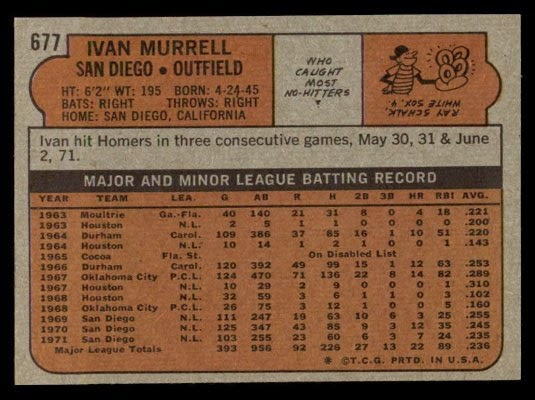 677 IVAN MURRELL
SAN DIEGO • OUTFIELD
HT: 6'2" WT: 195 BORN: 4-24-45
BATS: RIGHT THROWS: RIGHT
HOME: SAN DIEGO, CALIFORNIA
WHO
CAUGHT
MOST
NO-HITTERS
?
RAY SCHALK,
WHITE SOX, 4.
Ivan hit Homers in three consecutive games, May 30, 31 & June
2, 71.
MAJOR AND MINOR LEAGUE BATTING RECORD
YEAR TEAM LEA. G AB R H 2B 3B HR RBI AVG.
1963 Moultrie Ga.-Fla. 40 140 21 31 8 0 4 18 .221
1963 Houston N.L. 2 5 1 1 0 0 0 0 .200
1964 Durham Carol. 109 386 37 85 16 1 10 51 .220
1964 Houston N.L. 10 14 1 2 1 0 0 1 .143
1965 Cocoa Fla. St. On Disabled List
1966 Durham Carol. 120 392 49 99 15 1 12 63 .253
1967 Oklahoma City P.C.L. 124 470 71 136 22 8 14 82 .289
1967 Houston N.L. 10 29 2 9 0 0 0 1 .310
1968 Houston N.L. 32 59 3 6 1 1 0 3 .102
1968 Oklahoma City P.C.L. 26 75 3 12 1 0 0 5 .160
1969 San Diego N.L. 111 247 19 63 10 6 3 25 .255
1970 San Diego N.L. 125 347 43 85 9 3 12 35 .245
1971 San Diego N.L. 103 255 23 60 6 3 7 24 .235
Major League Totals 393 956 92 226 27 13 22 89 .236
* ©T.C.G. PRTD. IN U.S.A.